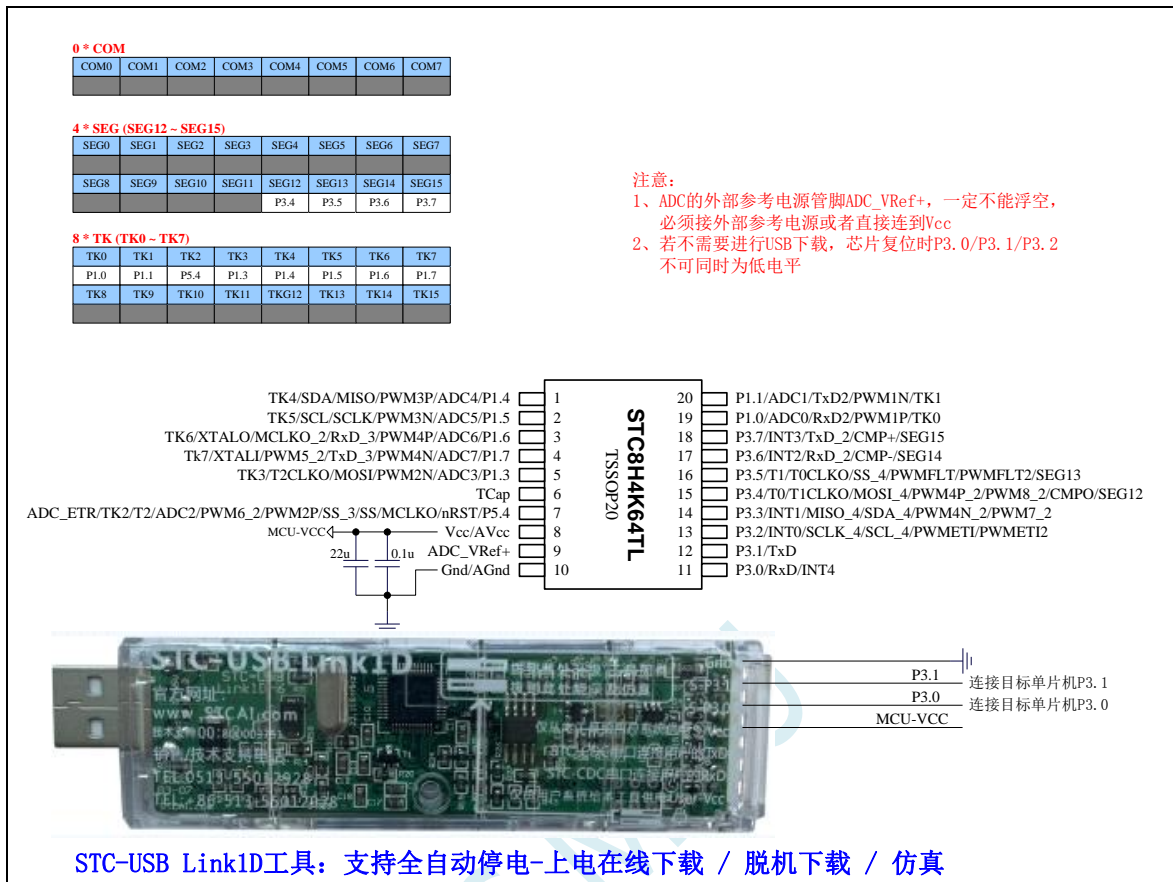 0 * COM
COM0 COM1 COM2 COM3 COM4 COM5 COM6 COM7
4 * SEG (SEG12 ~ SEG15)
SEG0 SEG1 SEG2 SEG3 SEG4 SEG5 SEG6 SEG7
SEG8 SEG9 SEG10 SEG11 SEG12 SEG13 SEG14 SEG15
P3.4 P3.5 P3.6 P3.7
8 * TK (TK0 ~ TK7)
TK0 TK1 TK2 TK3 TK4 TK5 TK6 TK7
P1.0 P1.1 P5.4 P1.3 P1.4 P1.5 P1.6 P1.7
TK8 TK9 TK10 TK11 TKG12 TK13 TK14 TK15
注意:
1、ADC的外部参考电源管脚ADC_VRef+,一定不能浮空,
必须接外部参考电源或者直接连到Vcc
2、若不需要进行USB下载,芯片复位时P3.0/P3.1/P3.2
不可同时为低电平
TK4/SDA/MISO/PWM3P/ADC4/P1.4 1
TK5/SCL/SCLK/PWM3N/ADC5/P1.5 2
TK6/XTALO/MCLKO_2/RxD_3/PWM4P/ADC6/P1.6 3
Tk7/XTALI/PWM5_2/TxD_3/PWM4N/ADC7/P1.7 4
TK3/T2CLKO/MOSI/PWM2N/ADC3/P1.3 5
TCap 6
ADC_ETR/TK2/T2/ADC2/PWM6_2/PWM2P/SS_3/SS/MCLKO/nRST/P5.4 7
MCU-VCC Vcc/AVcc 8
22u 0.1u ADC_VRef+ 9
Gnd/AGnd 10
STC8H4K64TL
TSSOP20
20 P1.1/ADC1/TxD2/PWM1N/TK1
19 P1.0/ADC0/RxD2/PWM1P/TK0
18 P3.7/INT3/TxD_2/CMP+/SEG15
17 P3.6/INT2/RxD_2/CMP-/SEG14
16 P3.5/T1/T0CLKO/SS_4/PWMFLT/PWMFLT2/SEG13
15 P3.4/T0/T1CLKO/MOSI_4/PWM4P_2/PWM8_2/CMPO/SEG12
14 P3.3/INT1/MISO_4/SDA_4/PWM4N_2/PWM7_2
13 P3.2/INT0/SCLK_4/SCL_4/PWMETI/PWMETI2
12 P3.1/TxD
11 P3.0/RxD/INT4
STC-USB Link1D
官方网址
www.STCAI.com
Gnd
S-P3.1
P3.1 连接目标单片机P3.1
P3.0 连接目标单片机P3.0
MCU-VCC
User-Vcc
STC-USB Link1D工具: 支持全自动停电-上电在线下载 / 脱机下载 / 仿真